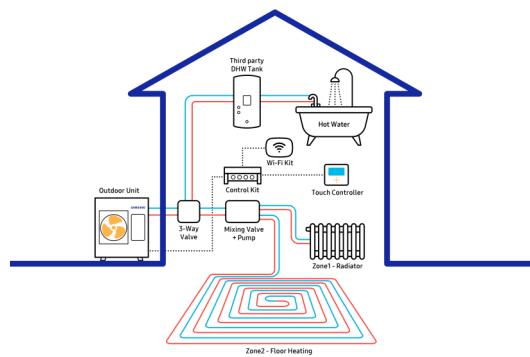 Third party
DHW Tank
Hot Water
Wi-Fi Kit
Control Kit
Touch Controller
Outdoor Unit
SAMSUNG
3-Way
Valve
Mixing Valve
+ Pump
Zone1 - Radiator
Zone2 - Floor Heating